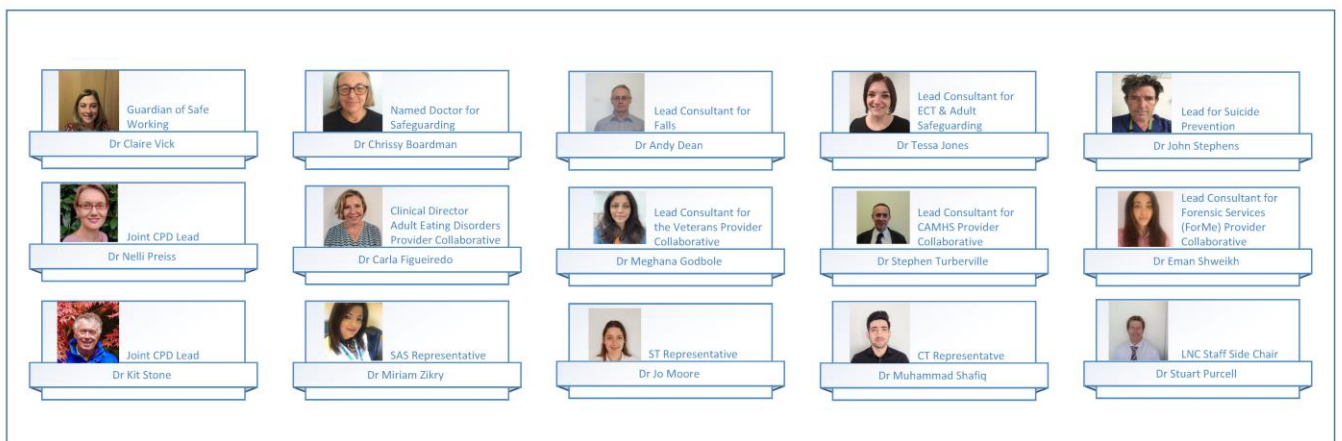 Guardian of Safe
Working
Dr Claire Vick
Named Doctor for
Safeguarding
Dr Chrissy Boardman
Lead Consultant for
Falls
Dr Andy Dean
Lead Consultant for
ECT & Adult
Safeguarding
Dr Tessa Jones
Lead for Suicide
Prevention
Dr John Stephens
Joint CPD Lead
Dr Nelli Preiss
Clinical Director
Adult Eating Disorders
Provider Collaborative
Dr Carla Figueiredo
Lead Consultant for
the Veterans Provider
Collaborative
Dr Meghana Godbole
Lead Consultant for
CAMHS Provider
Collaborative
Dr Stephen Turberville
Lead Consultant for
Forensic Services
(ForMe) Provider
Collaborative
Dr Eman Shweikh
Joint CPD Lead
Dr Kit Stone
SAS Representative
Dr Miriam Zikry
ST Representative
Dr Jo Moore
CT Representatve
Dr Muhammad Shafiq
LNC Staff Side Chair
Dr Stuart Purcell